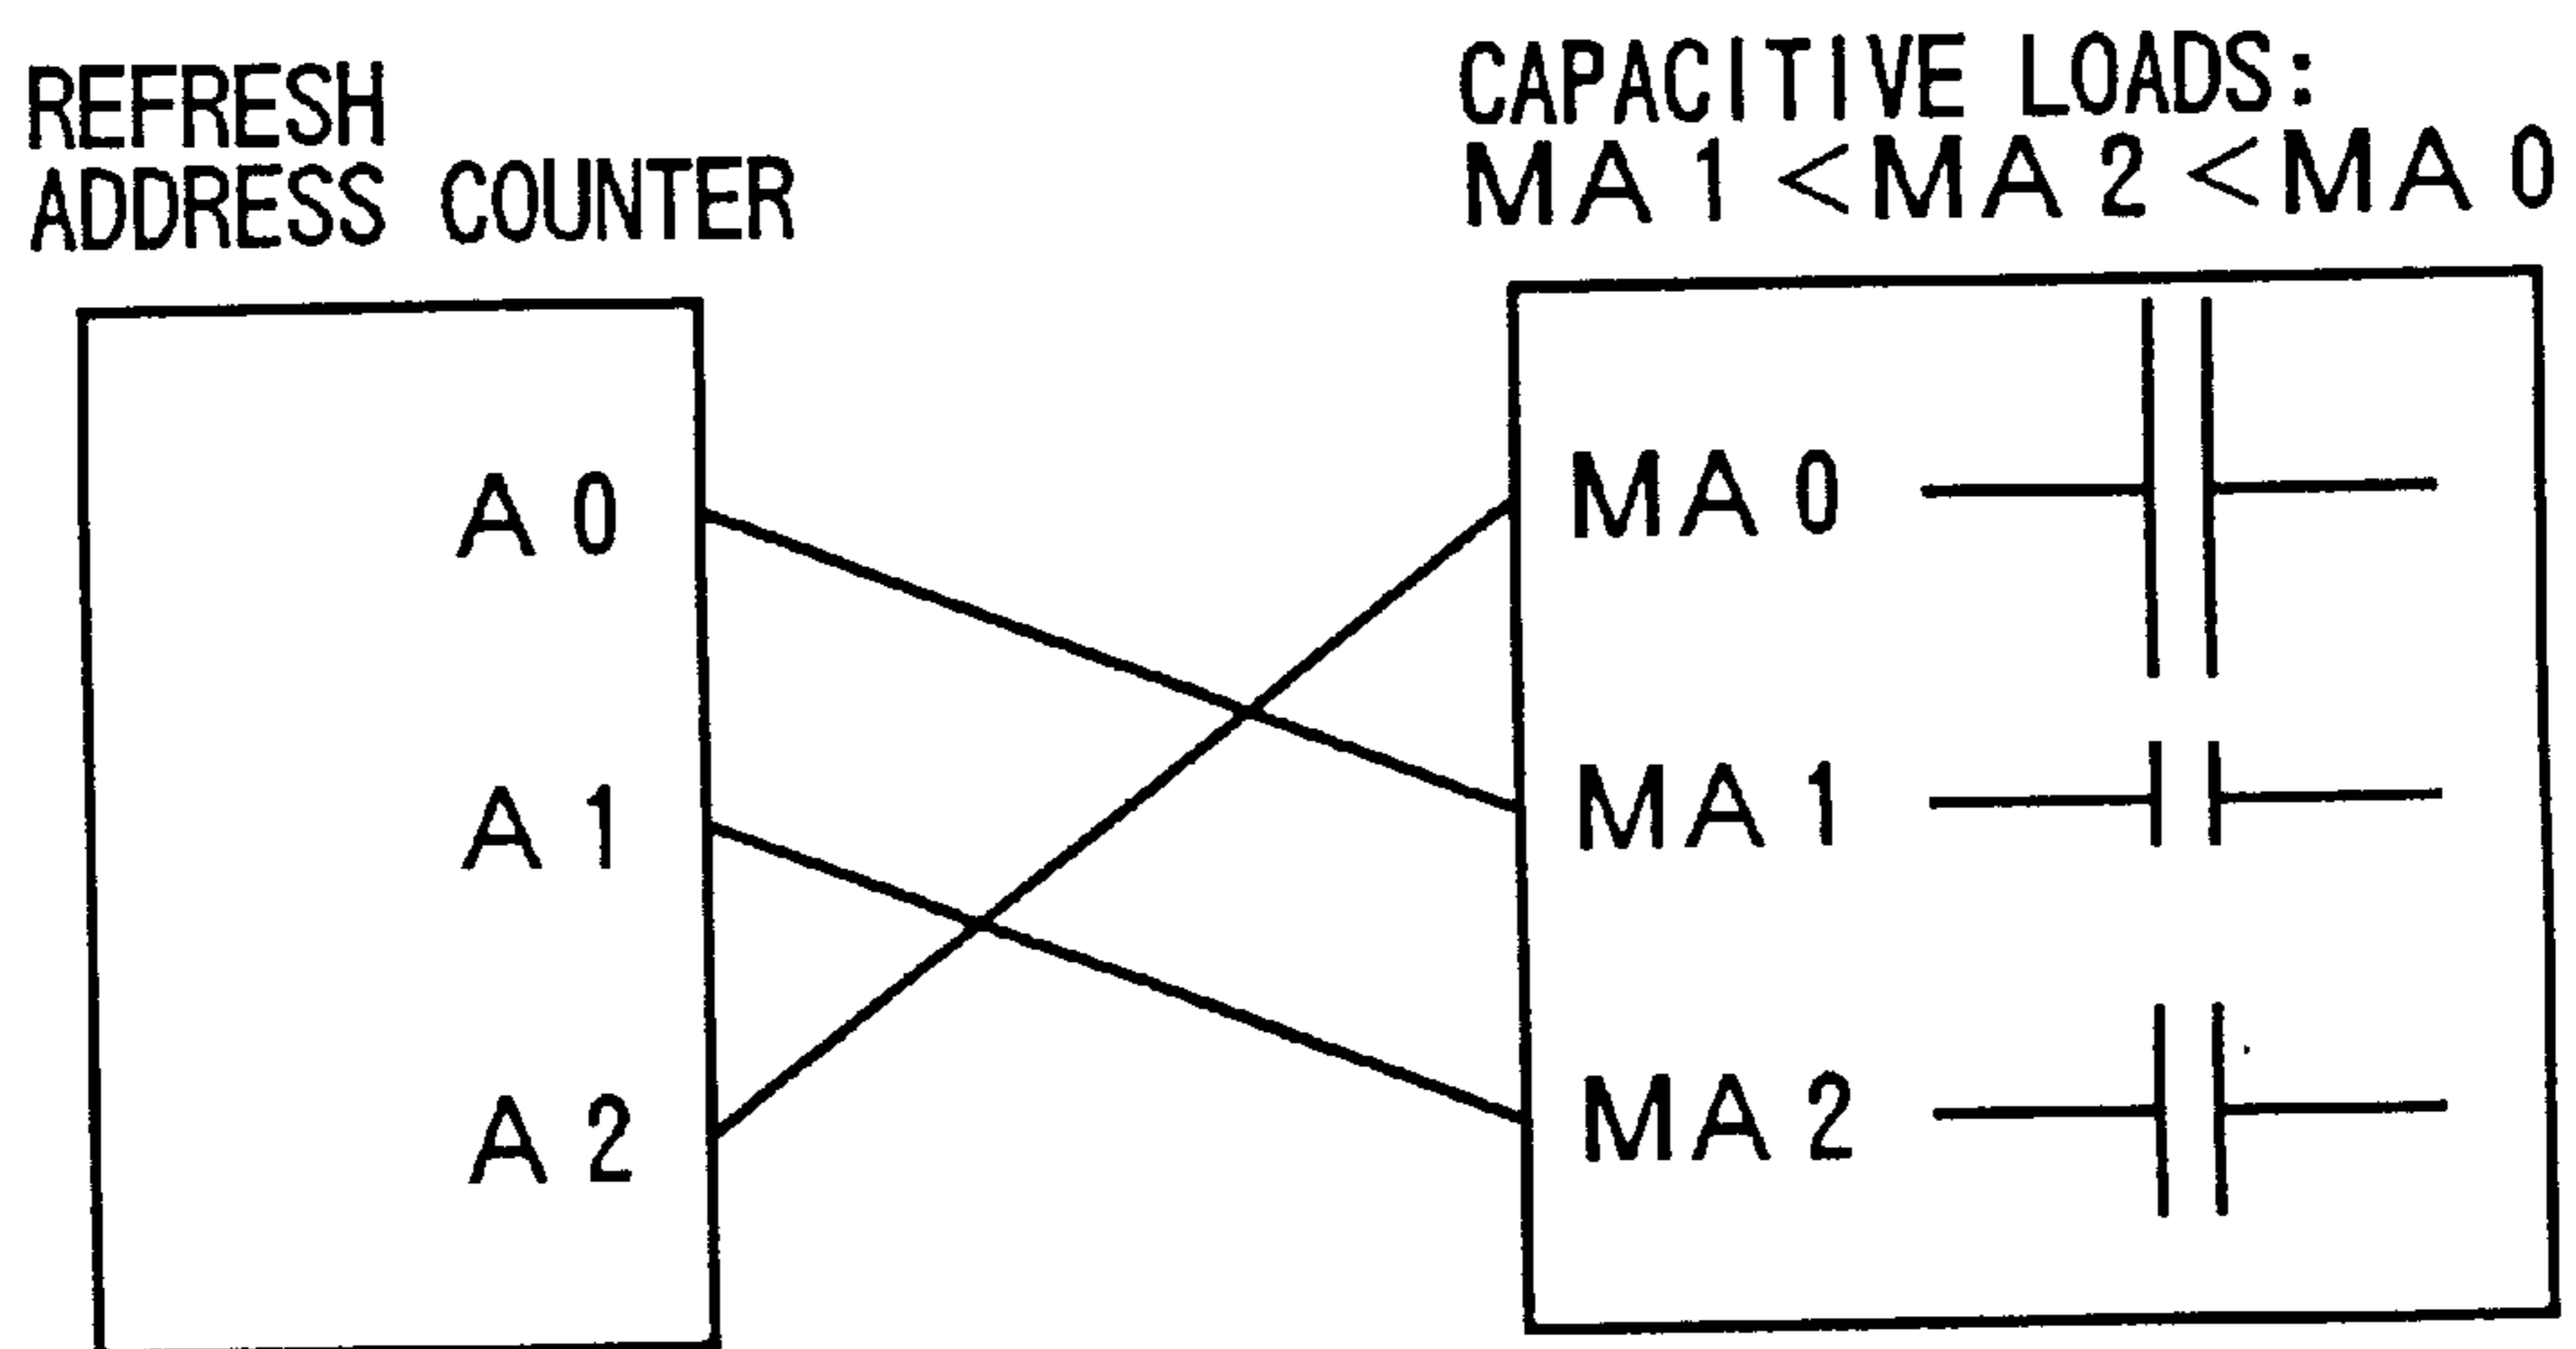 REFRESH
ADDRESS COUNTER
CAPACITIVE LOADS:
MA1<MA2<MA0
A0
A1
A2
MA0
MA1
MA2